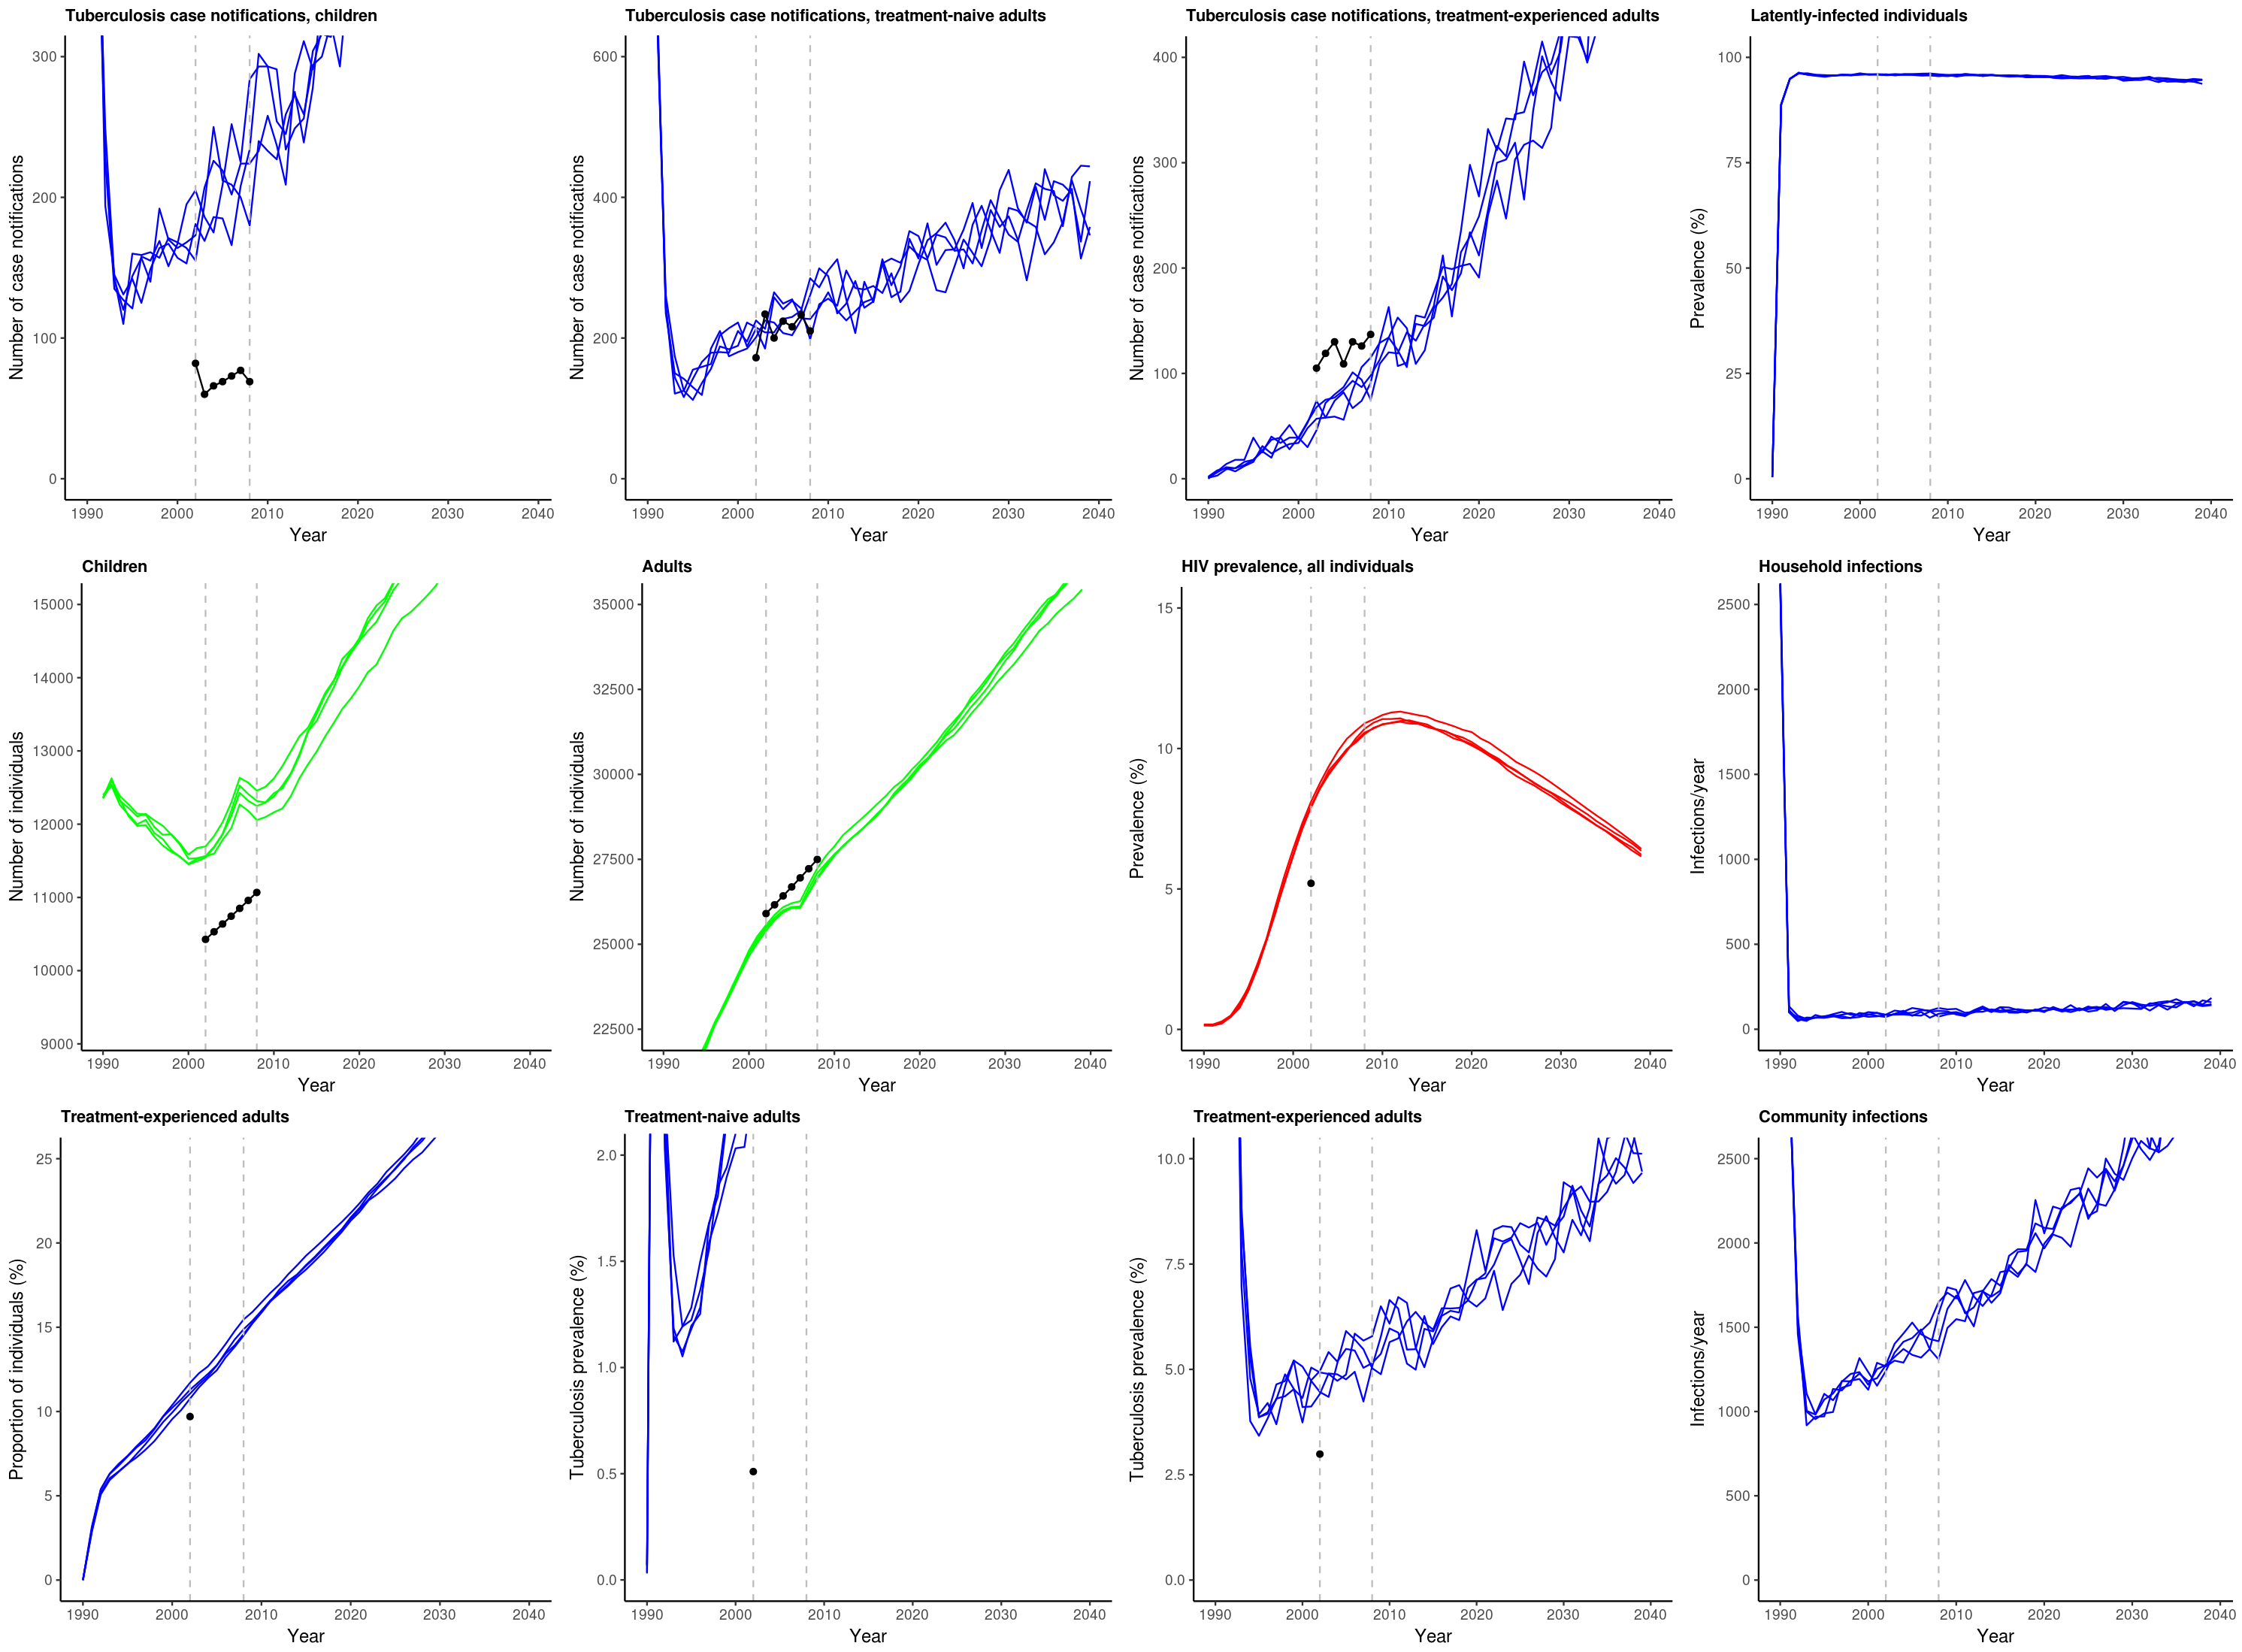 Tuberculosis case notifications, children
Number of case notifications
300
200
100
0
1990 2000 2010 2020 2030 2040
Year
Tuberculosis case notifications, treatment-naive adults
Number of case notifications
600
400
200
0
1990 2000 2010 2020 2030 2040
Year
Tuberculosis case notifications, treatment-experienced adults
Number of case notifications
400
300
200
100
0
1990 2000 2010 2020 2030 2040
Year
Latently-infected individuals
Prevalence (%)
100
75
50
25
0
1990 2000 2010 2020 2030 2040
Year
Children
Number of individuals
15000
14000
13000
12000
11000
10000
9000
1990 2000 2010 2020 2030 2040
Year
Adults
Number of individuals
35000
32500
30000
27500
25000
22500
1990 2000 2010 2020 2030 2040
Year
HIV prevalence, all individuals
Prevalence (%)
15
10
5
0
1990 2000 2010 2020 2030 2040
Year
Household infections
Infections/year
2500
2000
1500
1000
500
0
1990 2000 2010 2020 2030 2040
Year
Treatment-experienced adults
Proportion of individuals (%)
25
20
15
10
5
0
1990 2000 2010 2020 2030 2040
Year
Treatment-naive adults
Tuberculosis prevalence (%)
2.0
1.5
1.0
0.5
0.0
1990 2000 2010 2020 2030 2040
Year
Treatment-experienced adults
Tuberculosis prevalence (%)
10.0
7.5
5.0
2.5
0.0
1990 2000 2010 2020 2030 2040
Year
Community infections
Infections/year
2500
2000
1500
1000
500
0
1990 2000 2010 2020 2030 2040
Year